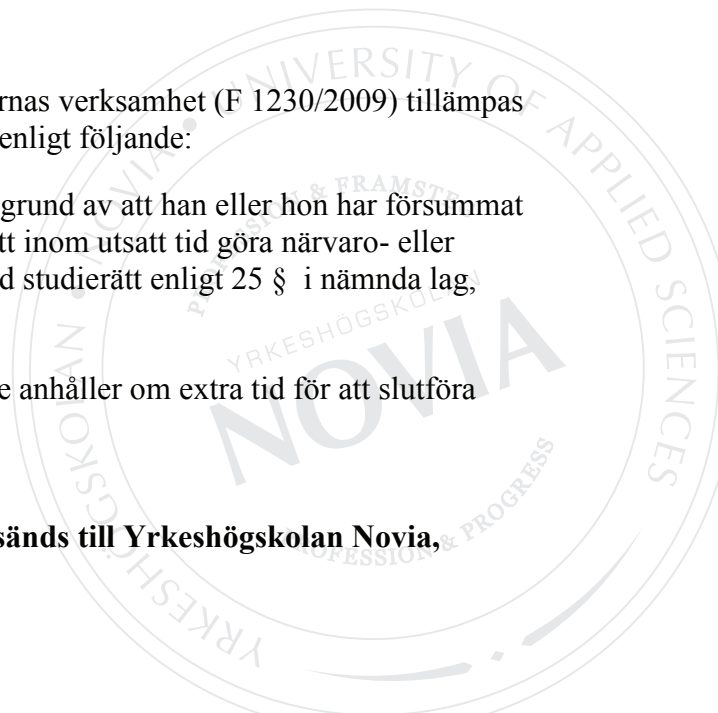 rnas verksamhet (F 1230/2009) tillämpas
enligt följande:
grund av att han eller hon har försummat
tt inom utsatt tid göra närvaro- eller
d studierätt enligt 25 § i nämnda lag,
e anhåller om extra tid för att slutföra
sänds till Yrkeshögskolan Novia,
YRKESHÖGSKOLAN • NOVIA • UNIVERSITY OF APPLIED SCIENCES
YRKESHÖGSKOLAN
NOVIA
PROFESSION & PROGRESS